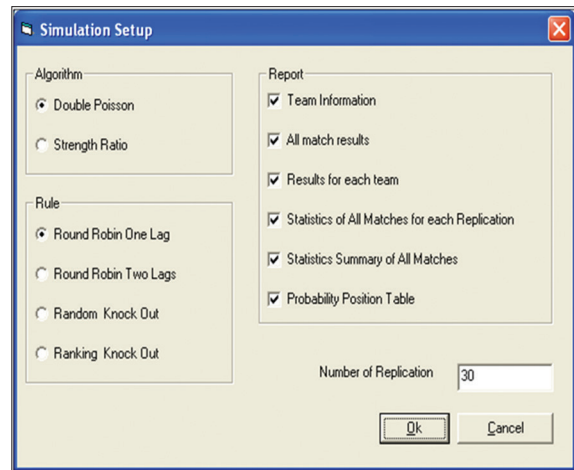 Simulation Setup
Algorithm
Double Poisson
Strength Ratio
Rule
Round Robin One Lag
Round Robin Two Lags
Random Knock Out
Ranking Knock Out
Report
Team Information
All match results
Results for each team
Statistics of All Matches for each Replication
Statistics Summary of All Matches
Probability Position Table
Number of Replication 30
Ok Cancel